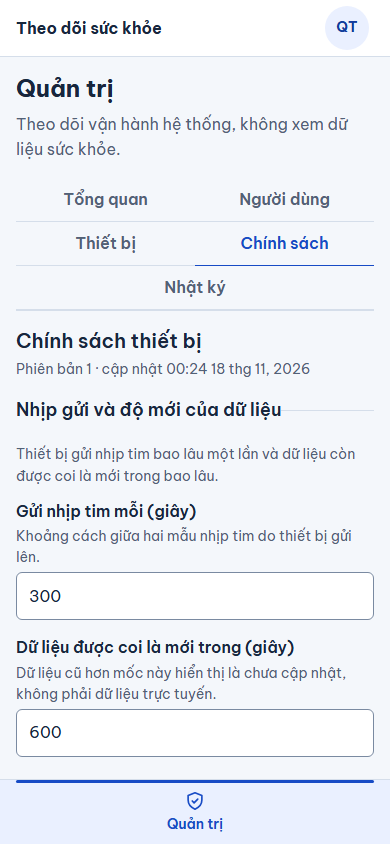 Theo dõi sức khỏe
QT
Quản trị
Theo dõi vận hành hệ thống, không xem dữ
liệu sức khỏe.
Tổng quan
Người dùng
Thiết bị
Chính sách
Nhật ký
Chính sách thiết bị
Phiên bản 1 · cập nhật 00:24 18 thg 11, 2026
Nhịp gửi và độ mới của dữ liệu
Thiết bị gửi nhịp tim bao lâu một lần và dữ liệu còn
được coi là mới trong bao lâu.
Gửi nhịp tim mỗi (giây)
Khoảng cách giữa hai mẫu nhịp tim do thiết bị gửi
lên.
300
Dữ liệu được coi là mới trong (giây)
Dữ liệu cũ hơn mốc này hiển thị là chưa cập nhật,
không phải dữ liệu trực tuyến.
600
Quản trị